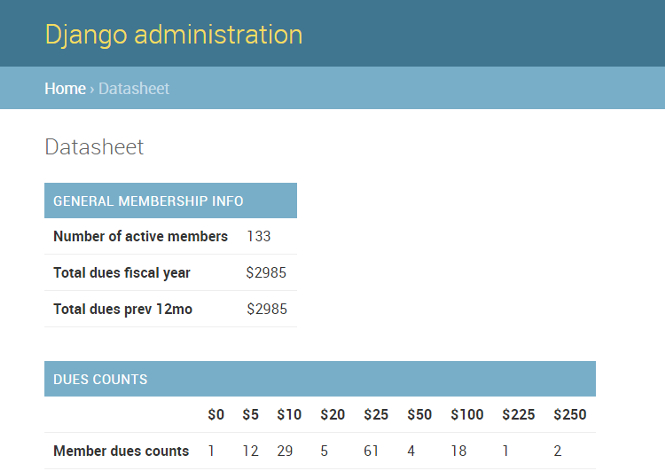 Django administration
Home › Datasheet
Datasheet
GENERAL MEMBERSHIP INFO
Number of active members 133
Total dues fiscal year $2985
Total dues prev 12mo $2985
DUES COUNTS
$0 $5 $10 $20 $25 $50 $100 $225 $250
Member dues counts 1 12 29 5 61 4 18 1 2